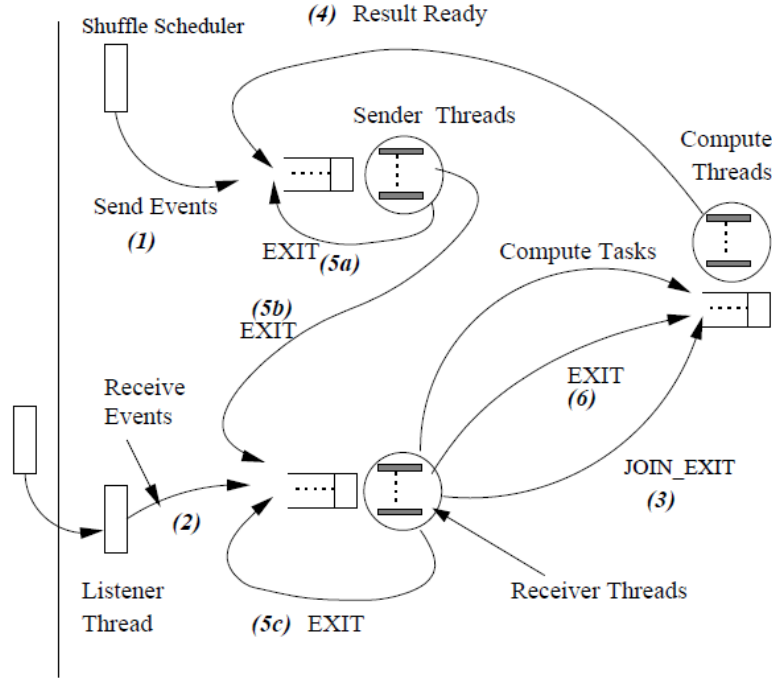 (4) Result Ready
Shuffle Scheduler
Sender Threads
Compute
Threads
Send Events
(1)
EXIT (5a)
Compute Tasks
(5b)
EXIT
Receive
Events
EXIT
(6)
JOIN_EXIT
(3)
(2)
Listener
Thread
Receiver Threads
(5c) EXIT